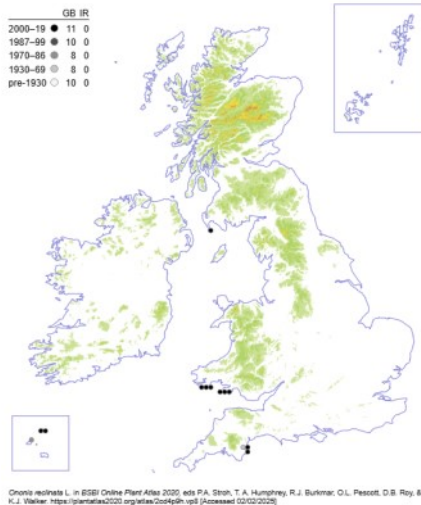 GB IR
2000–19 11 0
1987–99 10 0
1970–86 8 0
1930–69 8 0
pre-1930 10 0
Ononis reclinata L. in BSBI Online Plant Atlas 2020, eds P.A. Stroh, T. A. Humphrey, R.J. Burkmar, O.L. Pescott, D.B. Roy, &
K.J. Walker. https://plantatlas2020.org/atlas/2cd4p9h.vp8 [Accessed 02/02/2025]